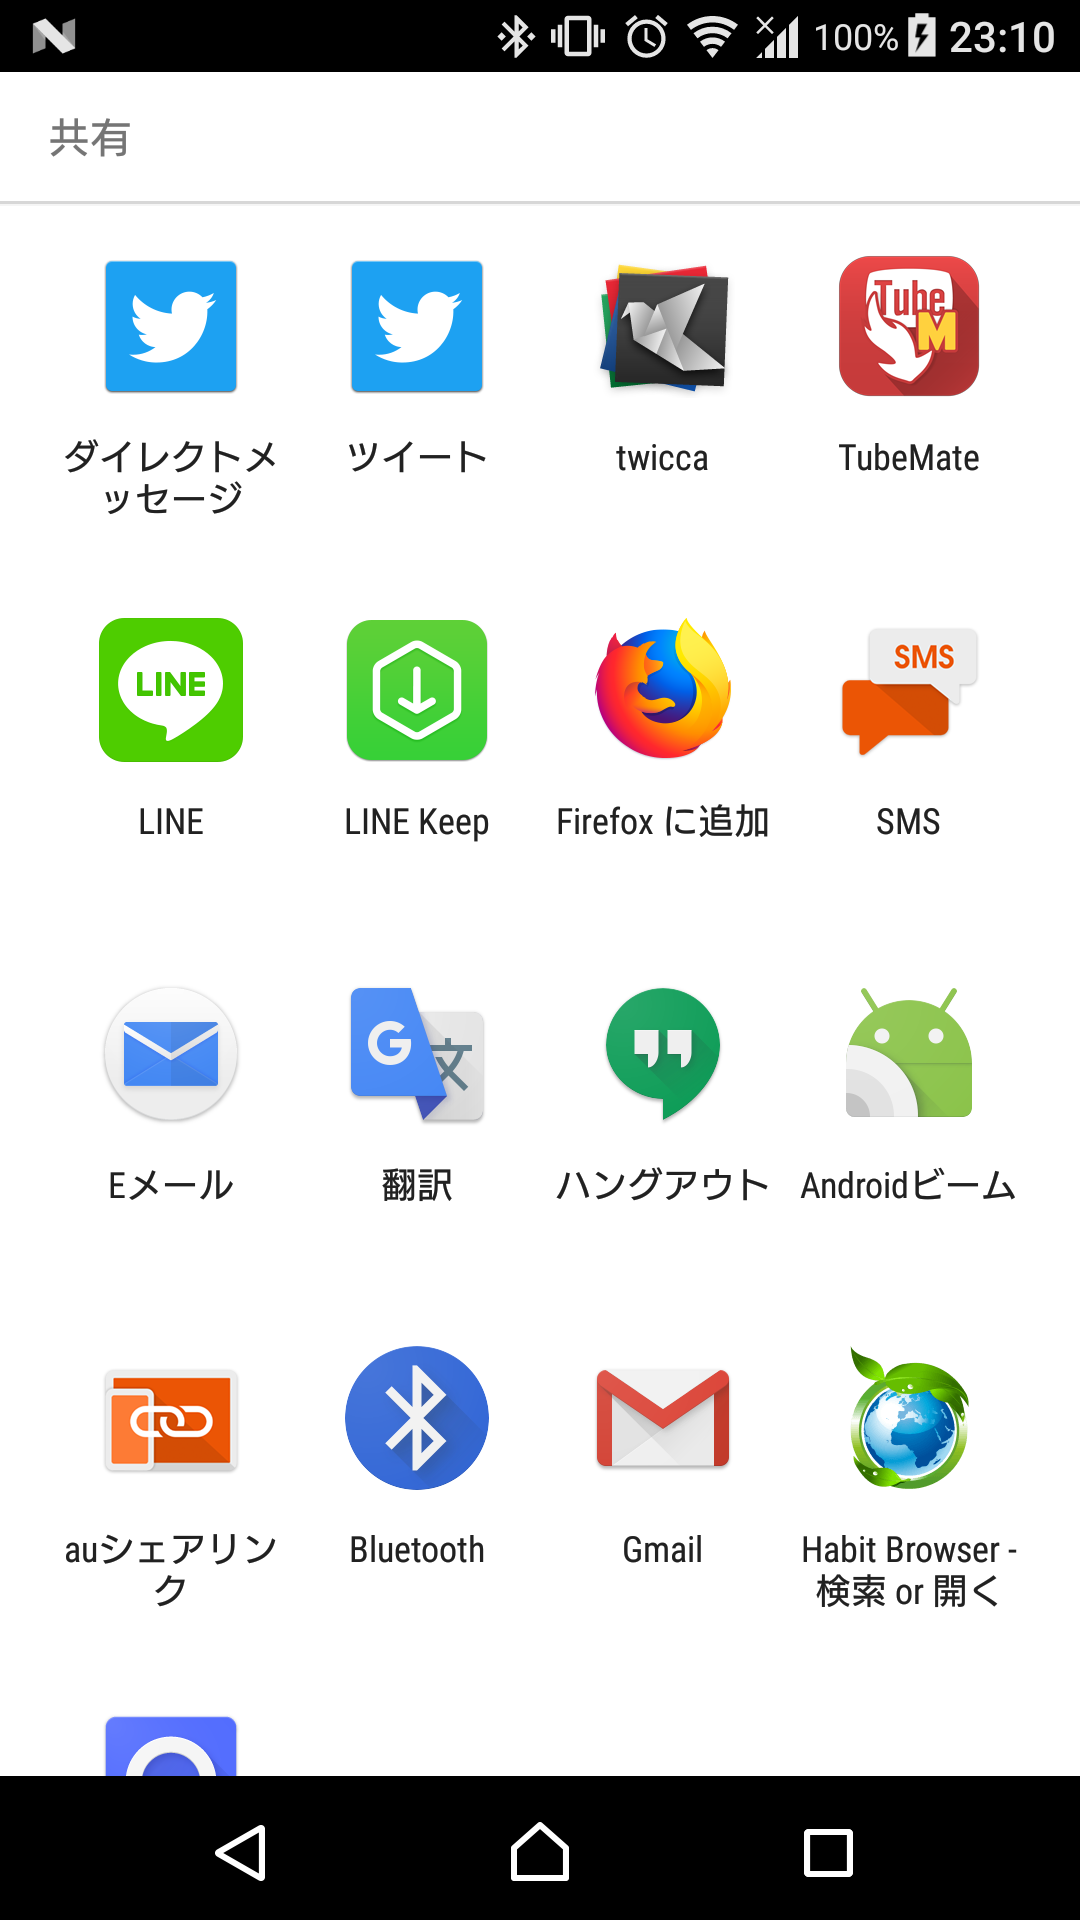 100% 23:10
共有
Tube
M
ダイレクトメ
ッセージ
ツイート
twicca
TubeMate
LINE
SMS
LINE
LINE Keep
Firefox に追加
SMS
G 文
Eメール
翻訳
ハングアウト
Androidビーム
auシェアリン
ク
Bluetooth
Gmail
Habit Browser -
検索 or 開く